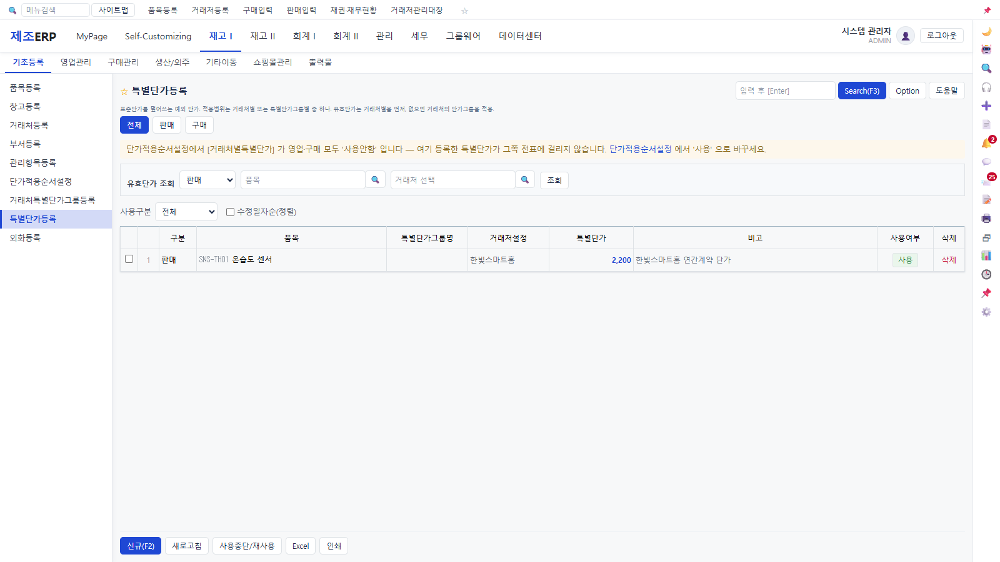 메뉴검색 사이트맵 품목등록 거래처등록 구매입력 판매입력 채권·채무현황 거래처관리대장 ☆
제조ERP MyPage Self-Customizing 재고 I 재고 II 회계 I 회계 II 관리 세무 그룹웨어 데이터센터 시스템 관리자 ADMIN 로그아웃
기초등록 영업관리 구매관리 생산/외주 기타이동 쇼핑몰관리 출력물
품목등록
창고등록
거래처등록
부서등록
관리항목등록
단가적용순서설정
거래처특별단가그룹등록
특별단가등록
외화등록
☆ 특별단가등록 입력 후 [Enter] Search(F3) Option 도움말
표준단가를 덮어쓰는 예외 단가. 적용범위는 거래처별 또는 특별단가그룹별 중 하나. 유효단가는 거래처별을 먼저, 없으면 거래처의 단가그룹을 적용.
전체 판매 구매
단가적용순서설정에서 [거래처별특별단가] 가 영업·구매 모두 '사용안함' 입니다 — 여기 등록한 특별단가가 그쪽 전표에 걸리지 않습니다. 단가적용순서설정 에서 '사용' 으로 바꾸세요.
유효단가 조회 판매 품목 거래처 선택 조회
사용구분 전체 수정일자순(정렬)
구분 품목 특별단가그룹명 거래처설정 특별단가 비고 사용여부 삭제
1 판매 SNS-TH01 온습도 센서 한빛스마트홈 2,200 한빛스마트홈 연간계약 단가 사용 삭제
신규(F2) 새로고침 사용중단/재사용 Excel 인쇄
2
25